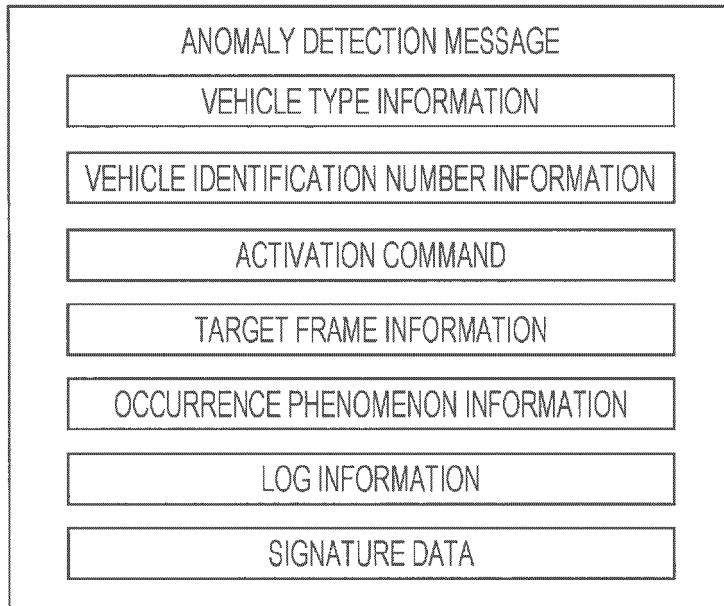 ANOMALY DETECTION MESSAGE
VEHICLE TYPE INFORMATION
VEHICLE IDENTIFICATION NUMBER INFORMATION
ACTIVATION COMMAND
TARGET FRAME INFORMATION
OCCURRENCE PHENOMENON INFORMATION
LOG INFORMATION
SIGNATURE DATA